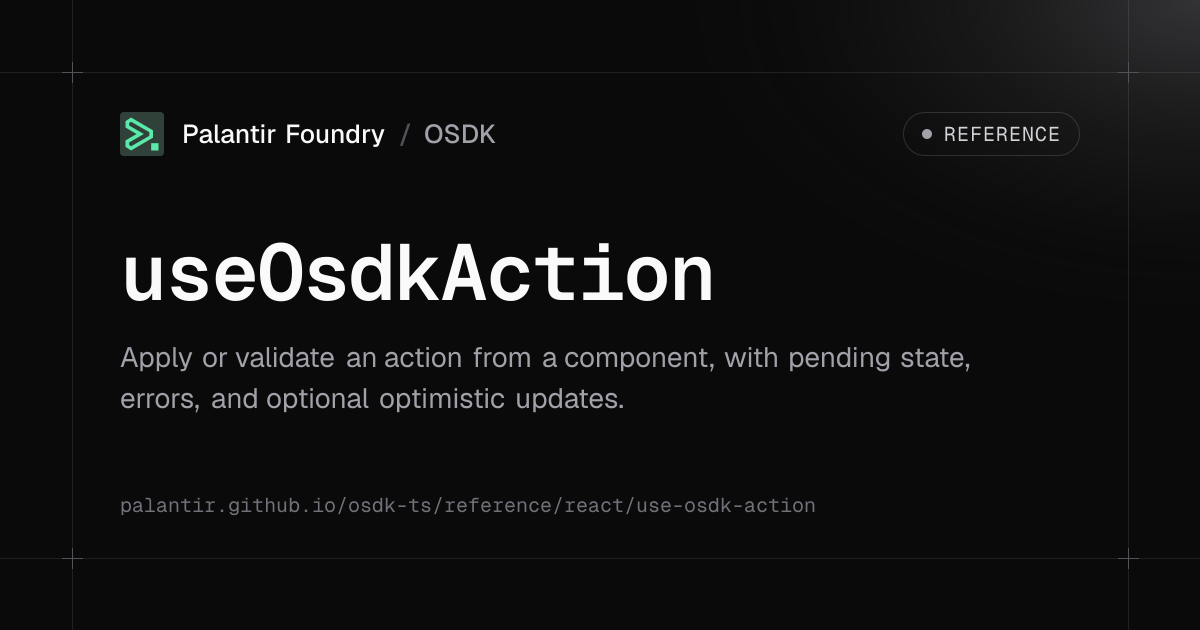 Palantir Foundry / OSDK
REFERENCE
useOsdkAction
Apply or validate an action from a component, with pending state,
errors, and optional optimistic updates.
palantir.github.io/osdk-ts/reference/react/use-osdk-action